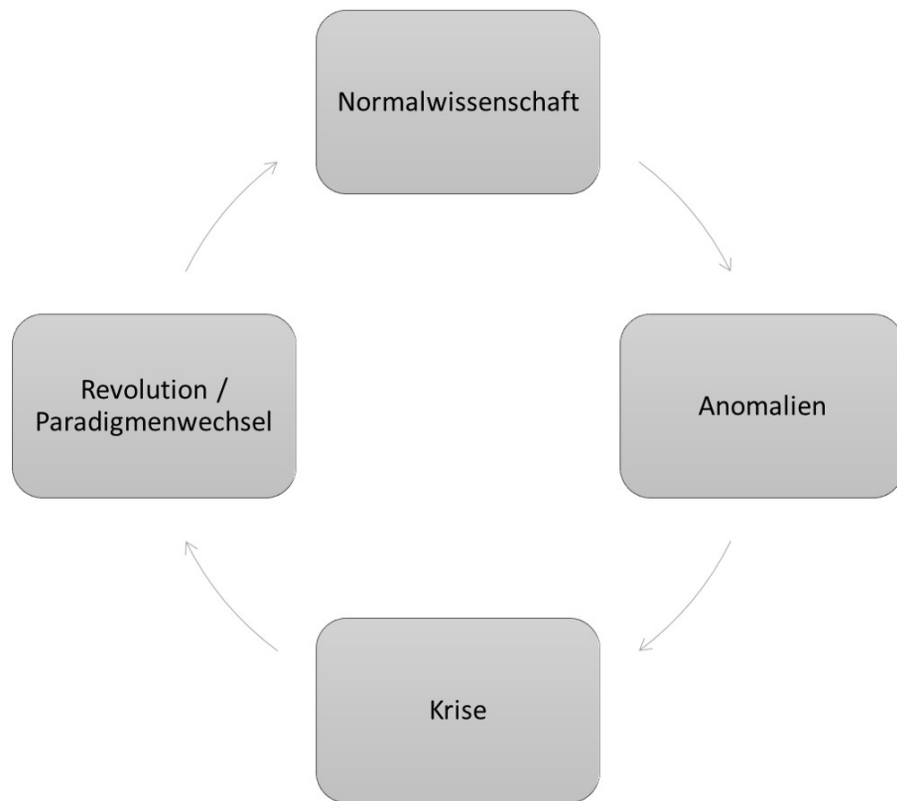 Normalwissenschaft
Revolution /
Paradigmenwechsel
Anomalien
Krise